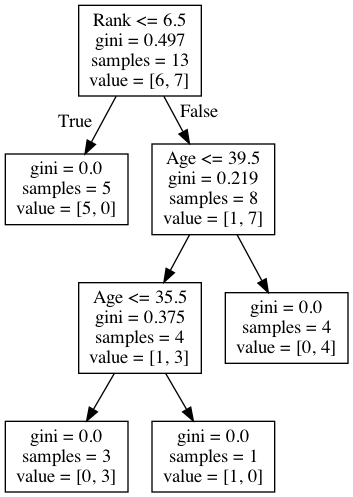 Rank <= 6.5
gini = 0.497
samples = 13
value = [6, 7]
True
False
gini = 0.0
samples = 5
value = [5, 0]
Age <= 39.5
gini = 0.219
samples = 8
value = [1, 7]
Age <= 35.5
gini = 0.375
samples = 4
value = [1, 3]
gini = 0.0
samples = 4
value = [0, 4]
gini = 0.0
samples = 3
value = [0, 3]
gini = 0.0
samples = 1
value = [1, 0]